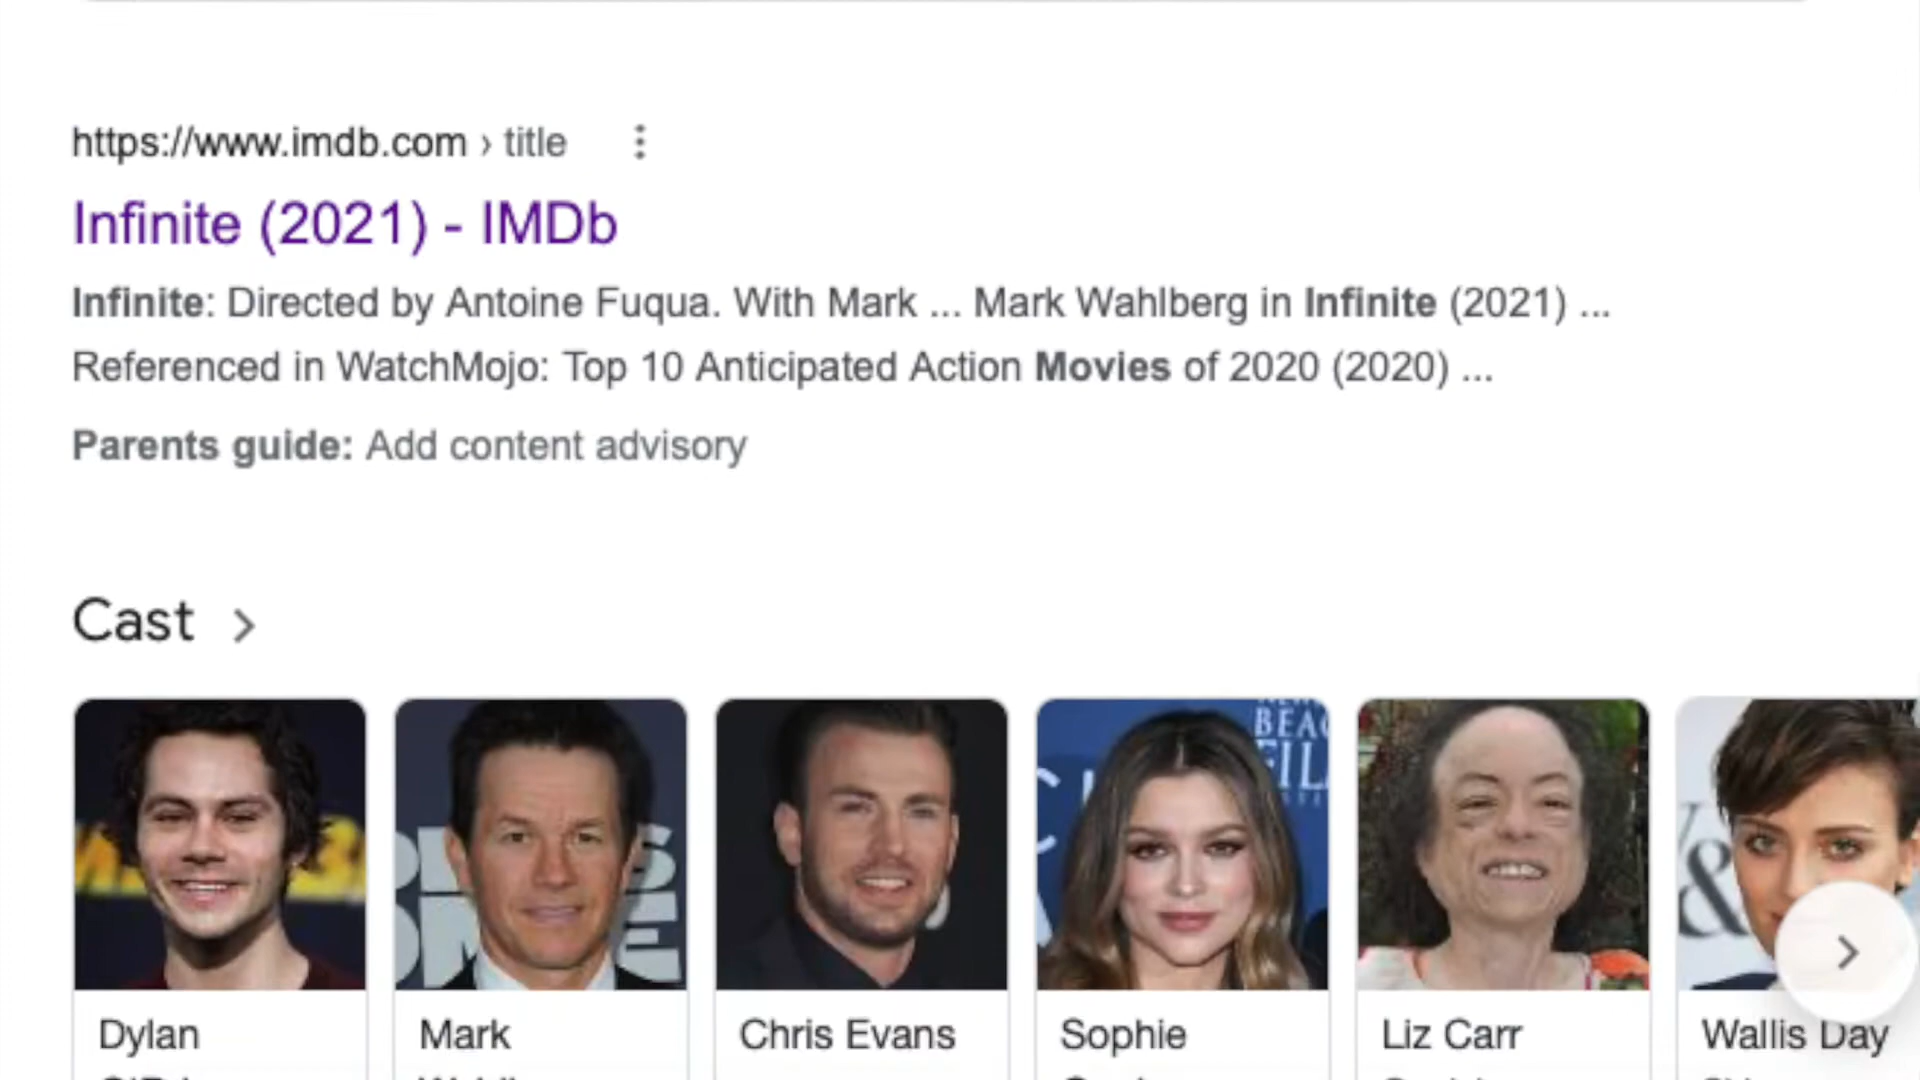 https://www.imdb.com › title
Infinite (2021) - IMDb
Infinite: Directed by Antoine Fuqua. With Mark ... Mark Wahlberg in Infinite (2021) ...
Referenced in WatchMojo: Top 10 Anticipated Action Movies of 2020 (2020) ...
Parents guide: Add content advisory
Cast >
BEAC
FIL
&
Dylan
Mark
Chris Evans
Sophie
Liz Carr
Wallis Day